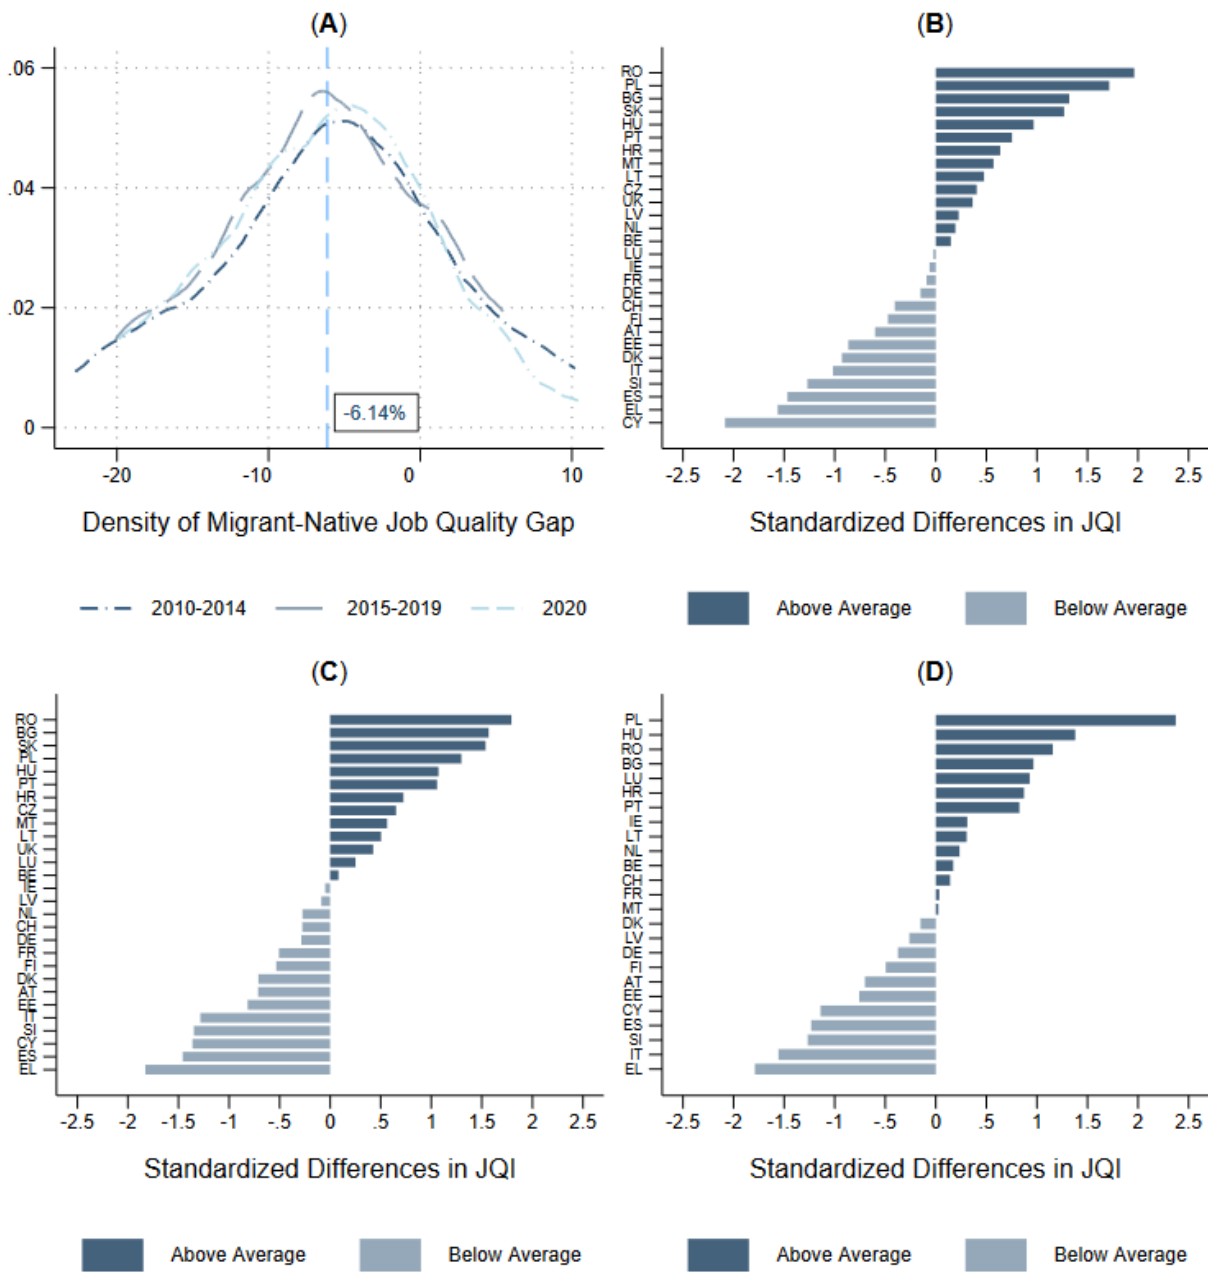 (A)
.06
.04
.02
0
-6.14%
-20 -10 0 10
Density of Migrant-Native Job Quality Gap
2010-2014 2015-2019 2020
(B)
RO
PL
BG
SK
HU
PT
HR
MT
LT
CZ
UK
LV
NL
BE
LU
IE
FR
DE
CH
FI
AT
EE
DK
IT
SI
ES
EL
CY
-2.5 -2 -1.5 -1 -.5 0 .5 1 1.5 2 2.5
Standardized Differences in JQI
Above Average Below Average
(C)
RO
BG
SK
PL
HU
PT
HR
CZ
MT
LT
UK
LU
BE
IE
LV
NL
CH
DE
FR
FI
DK
AT
EE
IT
SI
CY
ES
EL
-2.5 -2 -1.5 -1 -.5 0 .5 1 1.5 2 2.5
Standardized Differences in JQI
Above Average Below Average
(D)
PL
HU
RO
BG
LU
HR
PT
IE
LT
NL
BE
CH
FR
MT
DK
LV
DE
FI
AT
EE
CY
ES
SI
IT
EL
-2.5 -2 -1.5 -1 -.5 0 .5 1 1.5 2 2.5
Standardized Differences in JQI
Above Average Below Average